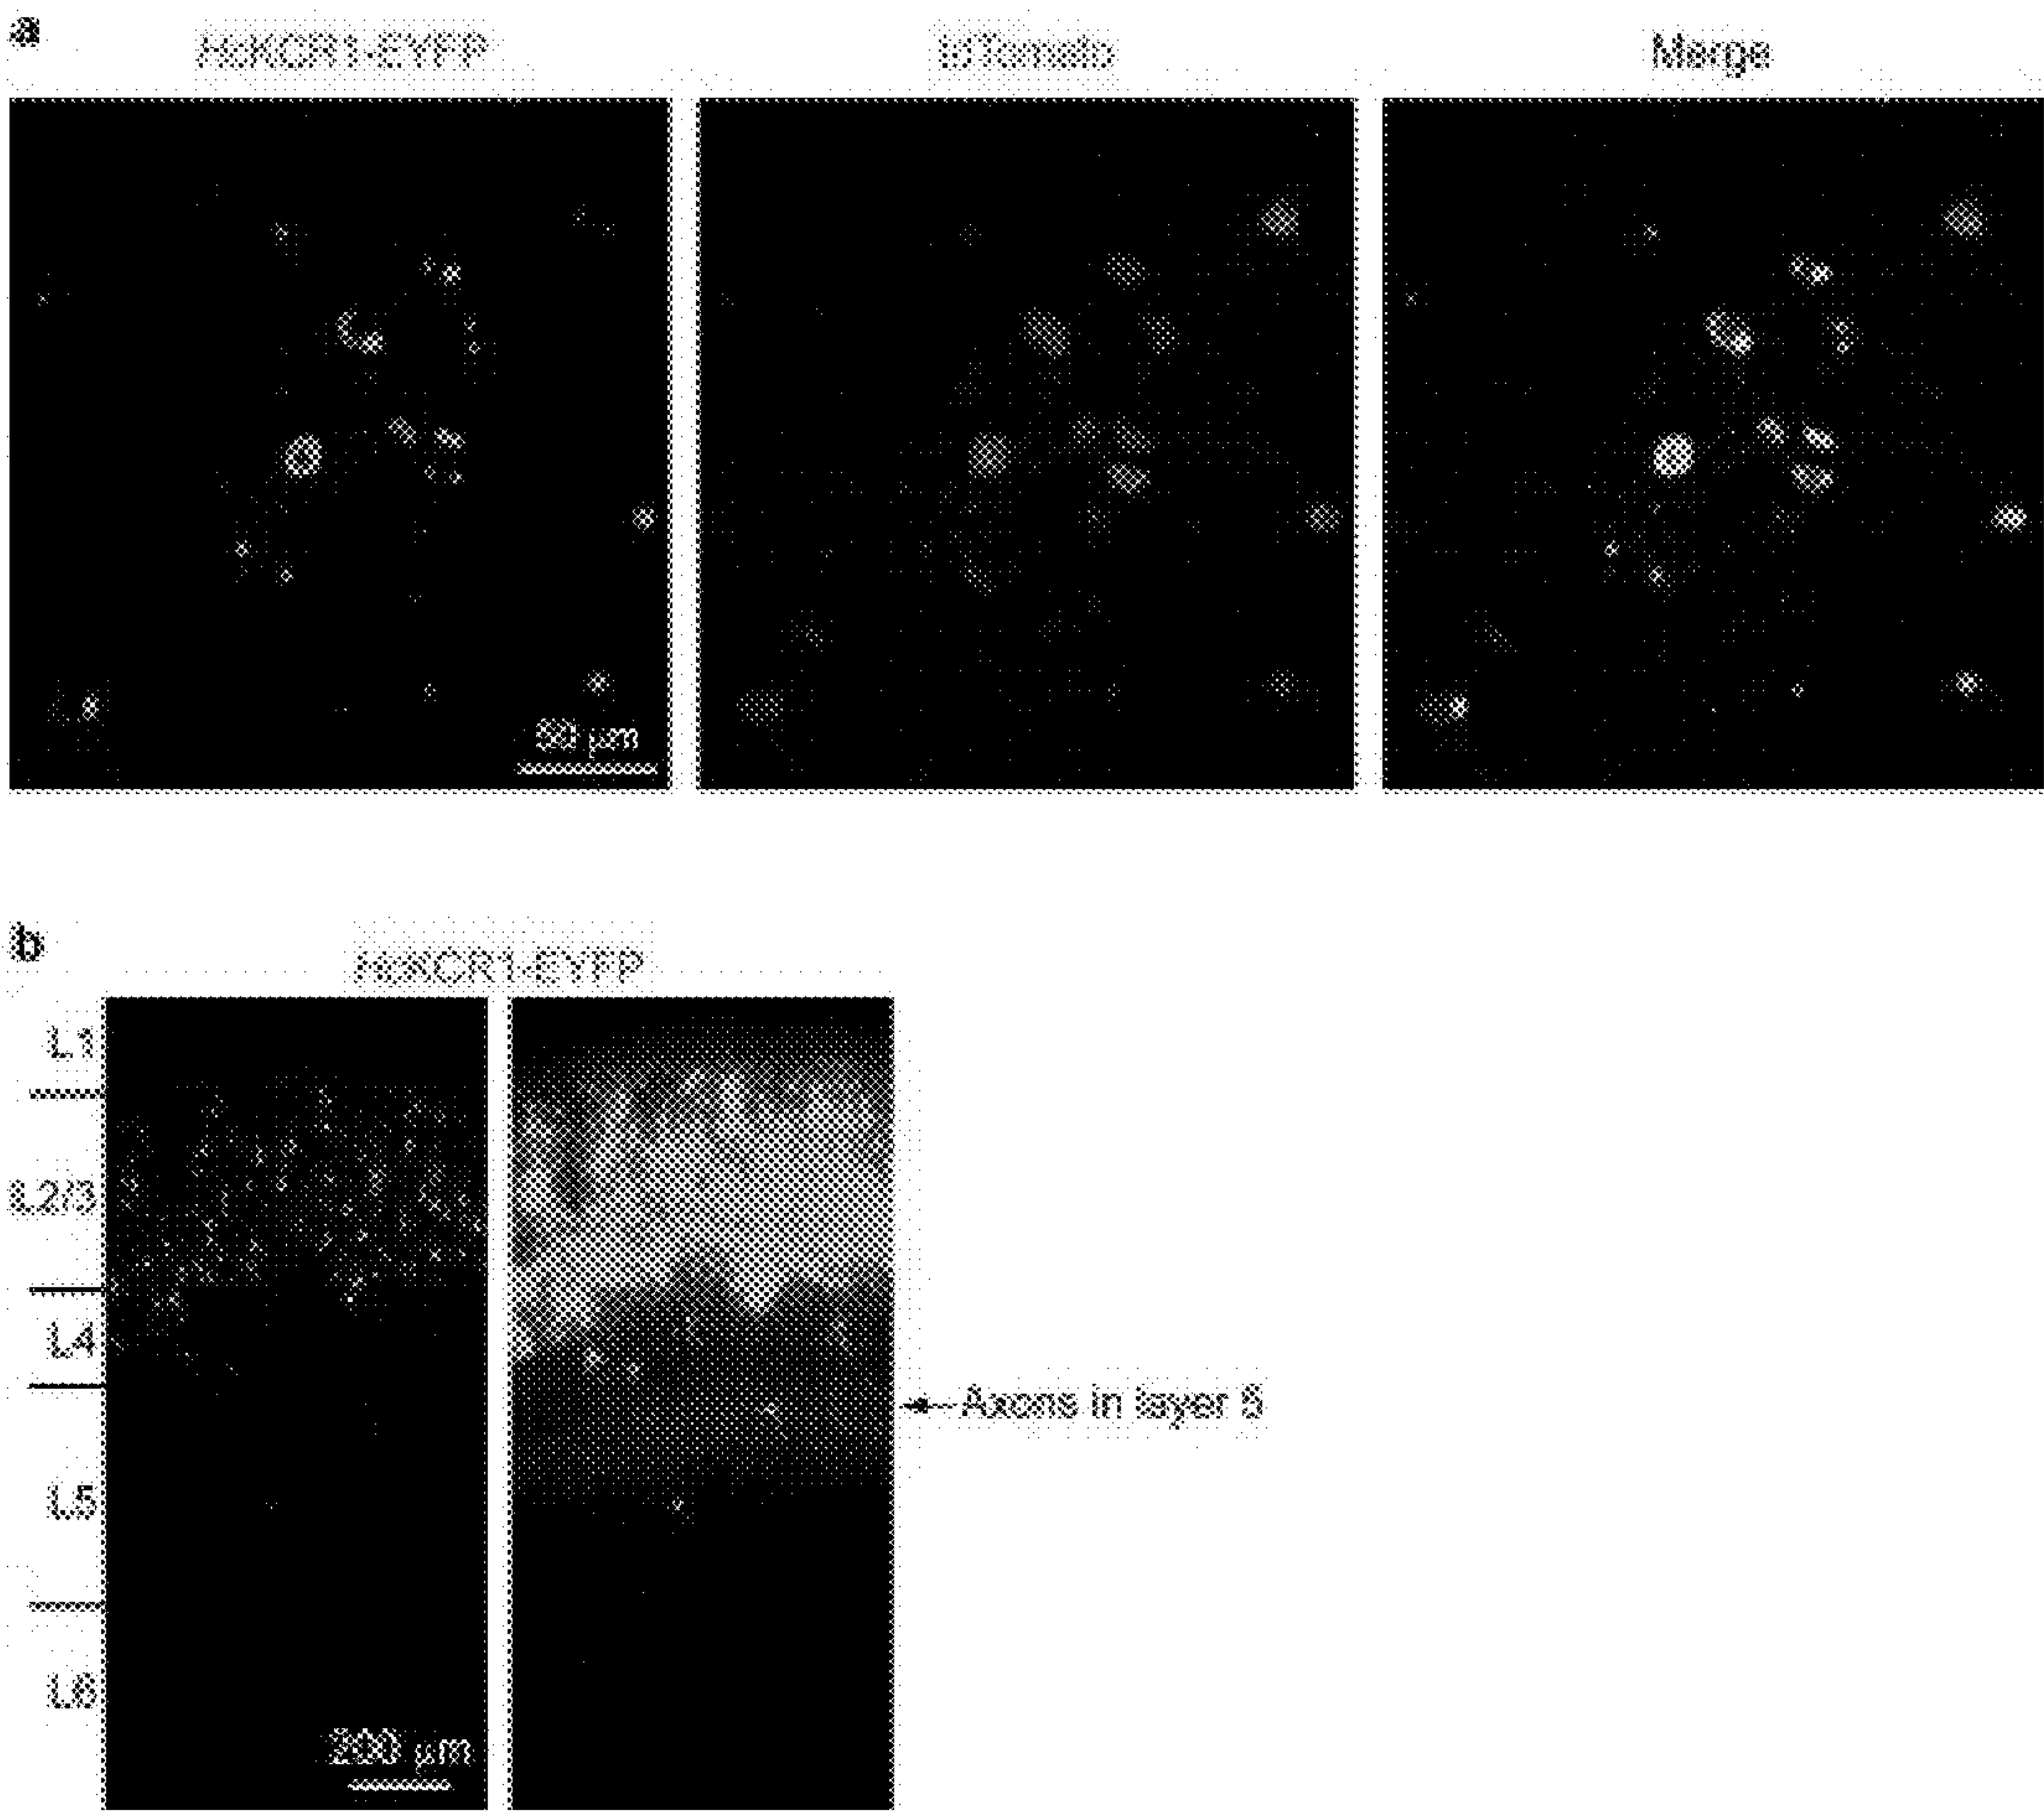 a
HcKCR1-EYFP
tdTomato
Merge
50 μm
b
HcKCR1-EYFP
L1
L2/3
L4
L5
L6
200 μm
Axons in layer 5